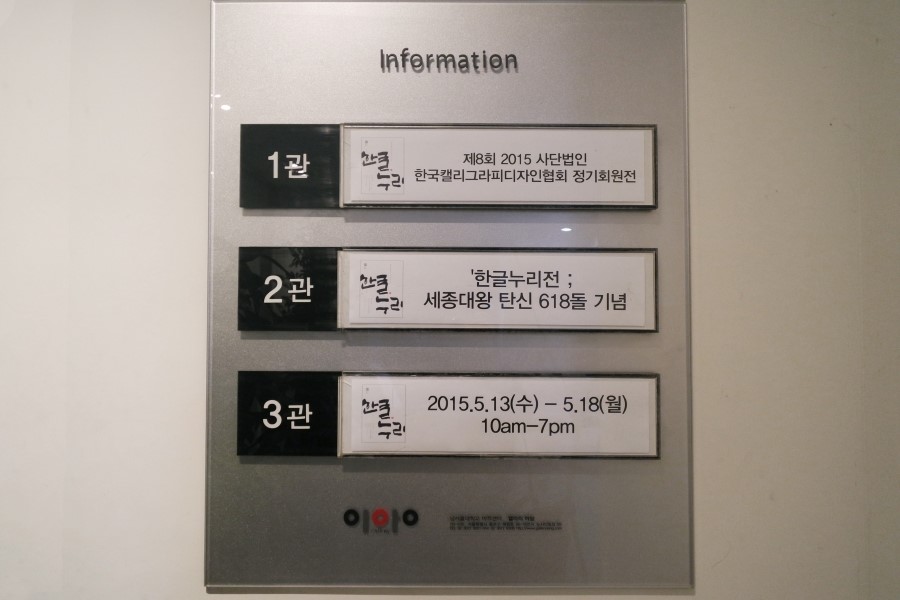 Information
1관
한글
누리
제8회 2015 사단법인
한국캘리그라피디자인협회 정기회원전
2관
한글
누리
'한글누리전 ;
세종대왕 탄신 618돌 기념
3관
한글
누리
2015.5.13(수) - 5.18(월)
10am-7pm
이앙